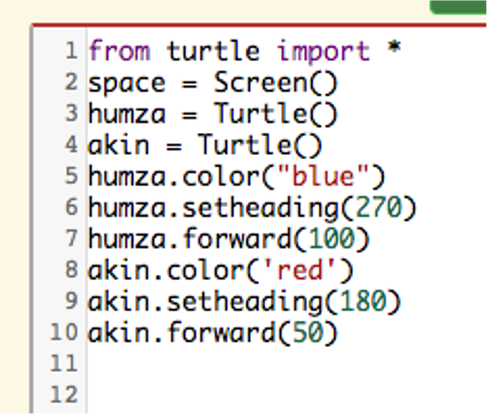 1 from turtle import *
2 space = Screen()
3 humza = Turtle()
4 akin = Turtle()
5 humza.color("blue")
6 humza.setheading(270)
7 humza.forward(100)
8 akin.color('red')
9 akin.setheading(180)
10 akin.forward(50)
11
12